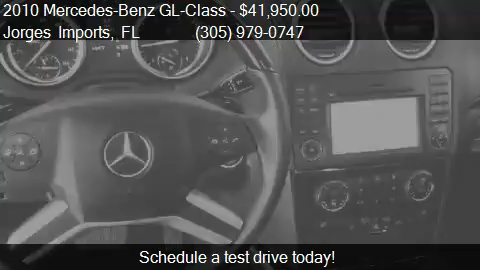 2010 Mercedes-Benz GL-Class - $41,950.00
Jorges Imports, FL (305) 979-0747
Schedule a test drive today!